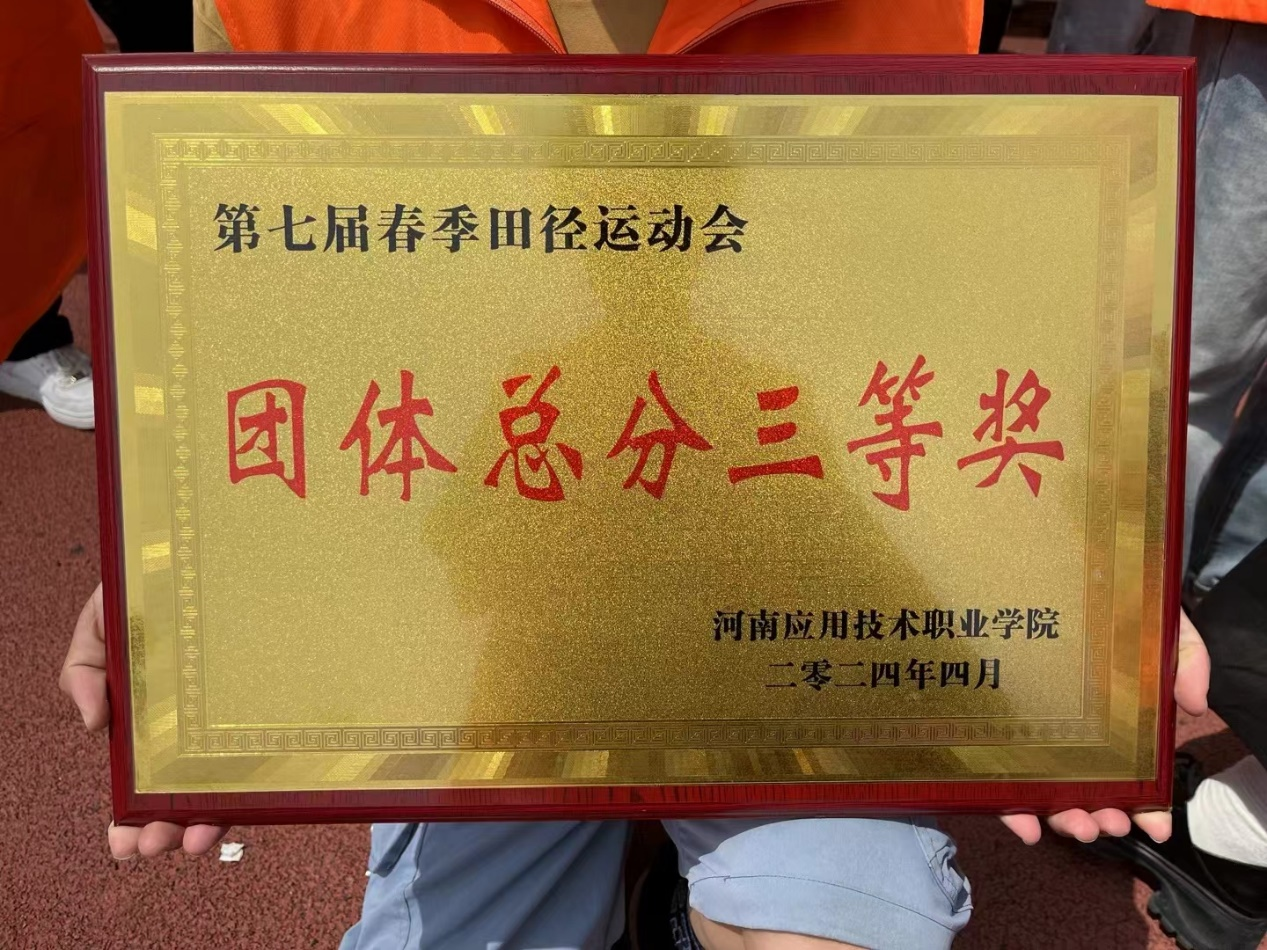 第七届春季田径运动会
团体总分三等奖
河南应用技术职业学院
二零二四年四月